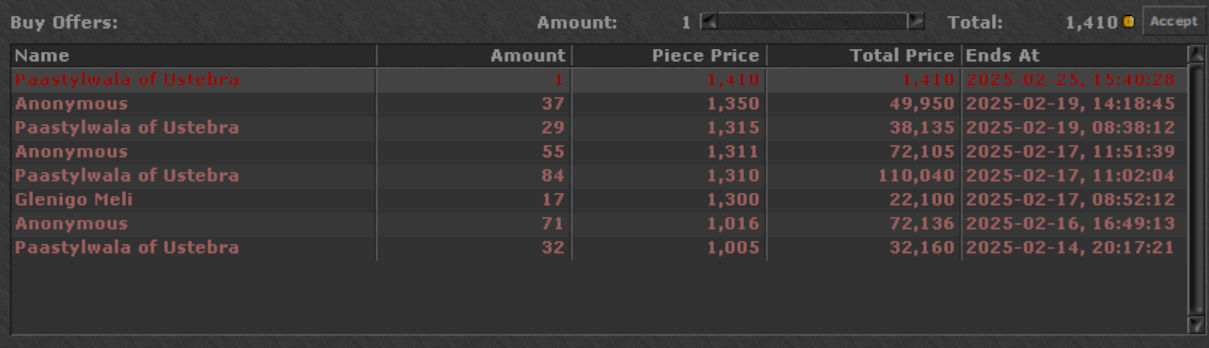 Buy Offers: Amount: 1 Total: 1,410 Accept
Name Amount Piece Price Total Price Ends At
Paastylwala of Ustebra 1 1,410 1,410 2025-02-25, 15:40:28
Anonymous 37 1,350 49,950 2025-02-19, 14:18:45
Paastylwala of Ustebra 29 1,315 38,135 2025-02-19, 08:38:12
Anonymous 55 1,311 72,105 2025-02-17, 11:51:39
Paastylwala of Ustebra 84 1,310 110,040 2025-02-17, 11:02:04
Glenigo Meli 17 1,300 22,100 2025-02-17, 08:52:12
Anonymous 71 1,016 72,136 2025-02-16, 16:49:13
Paastylwala of Ustebra 32 1,005 32,160 2025-02-14, 20:17:21